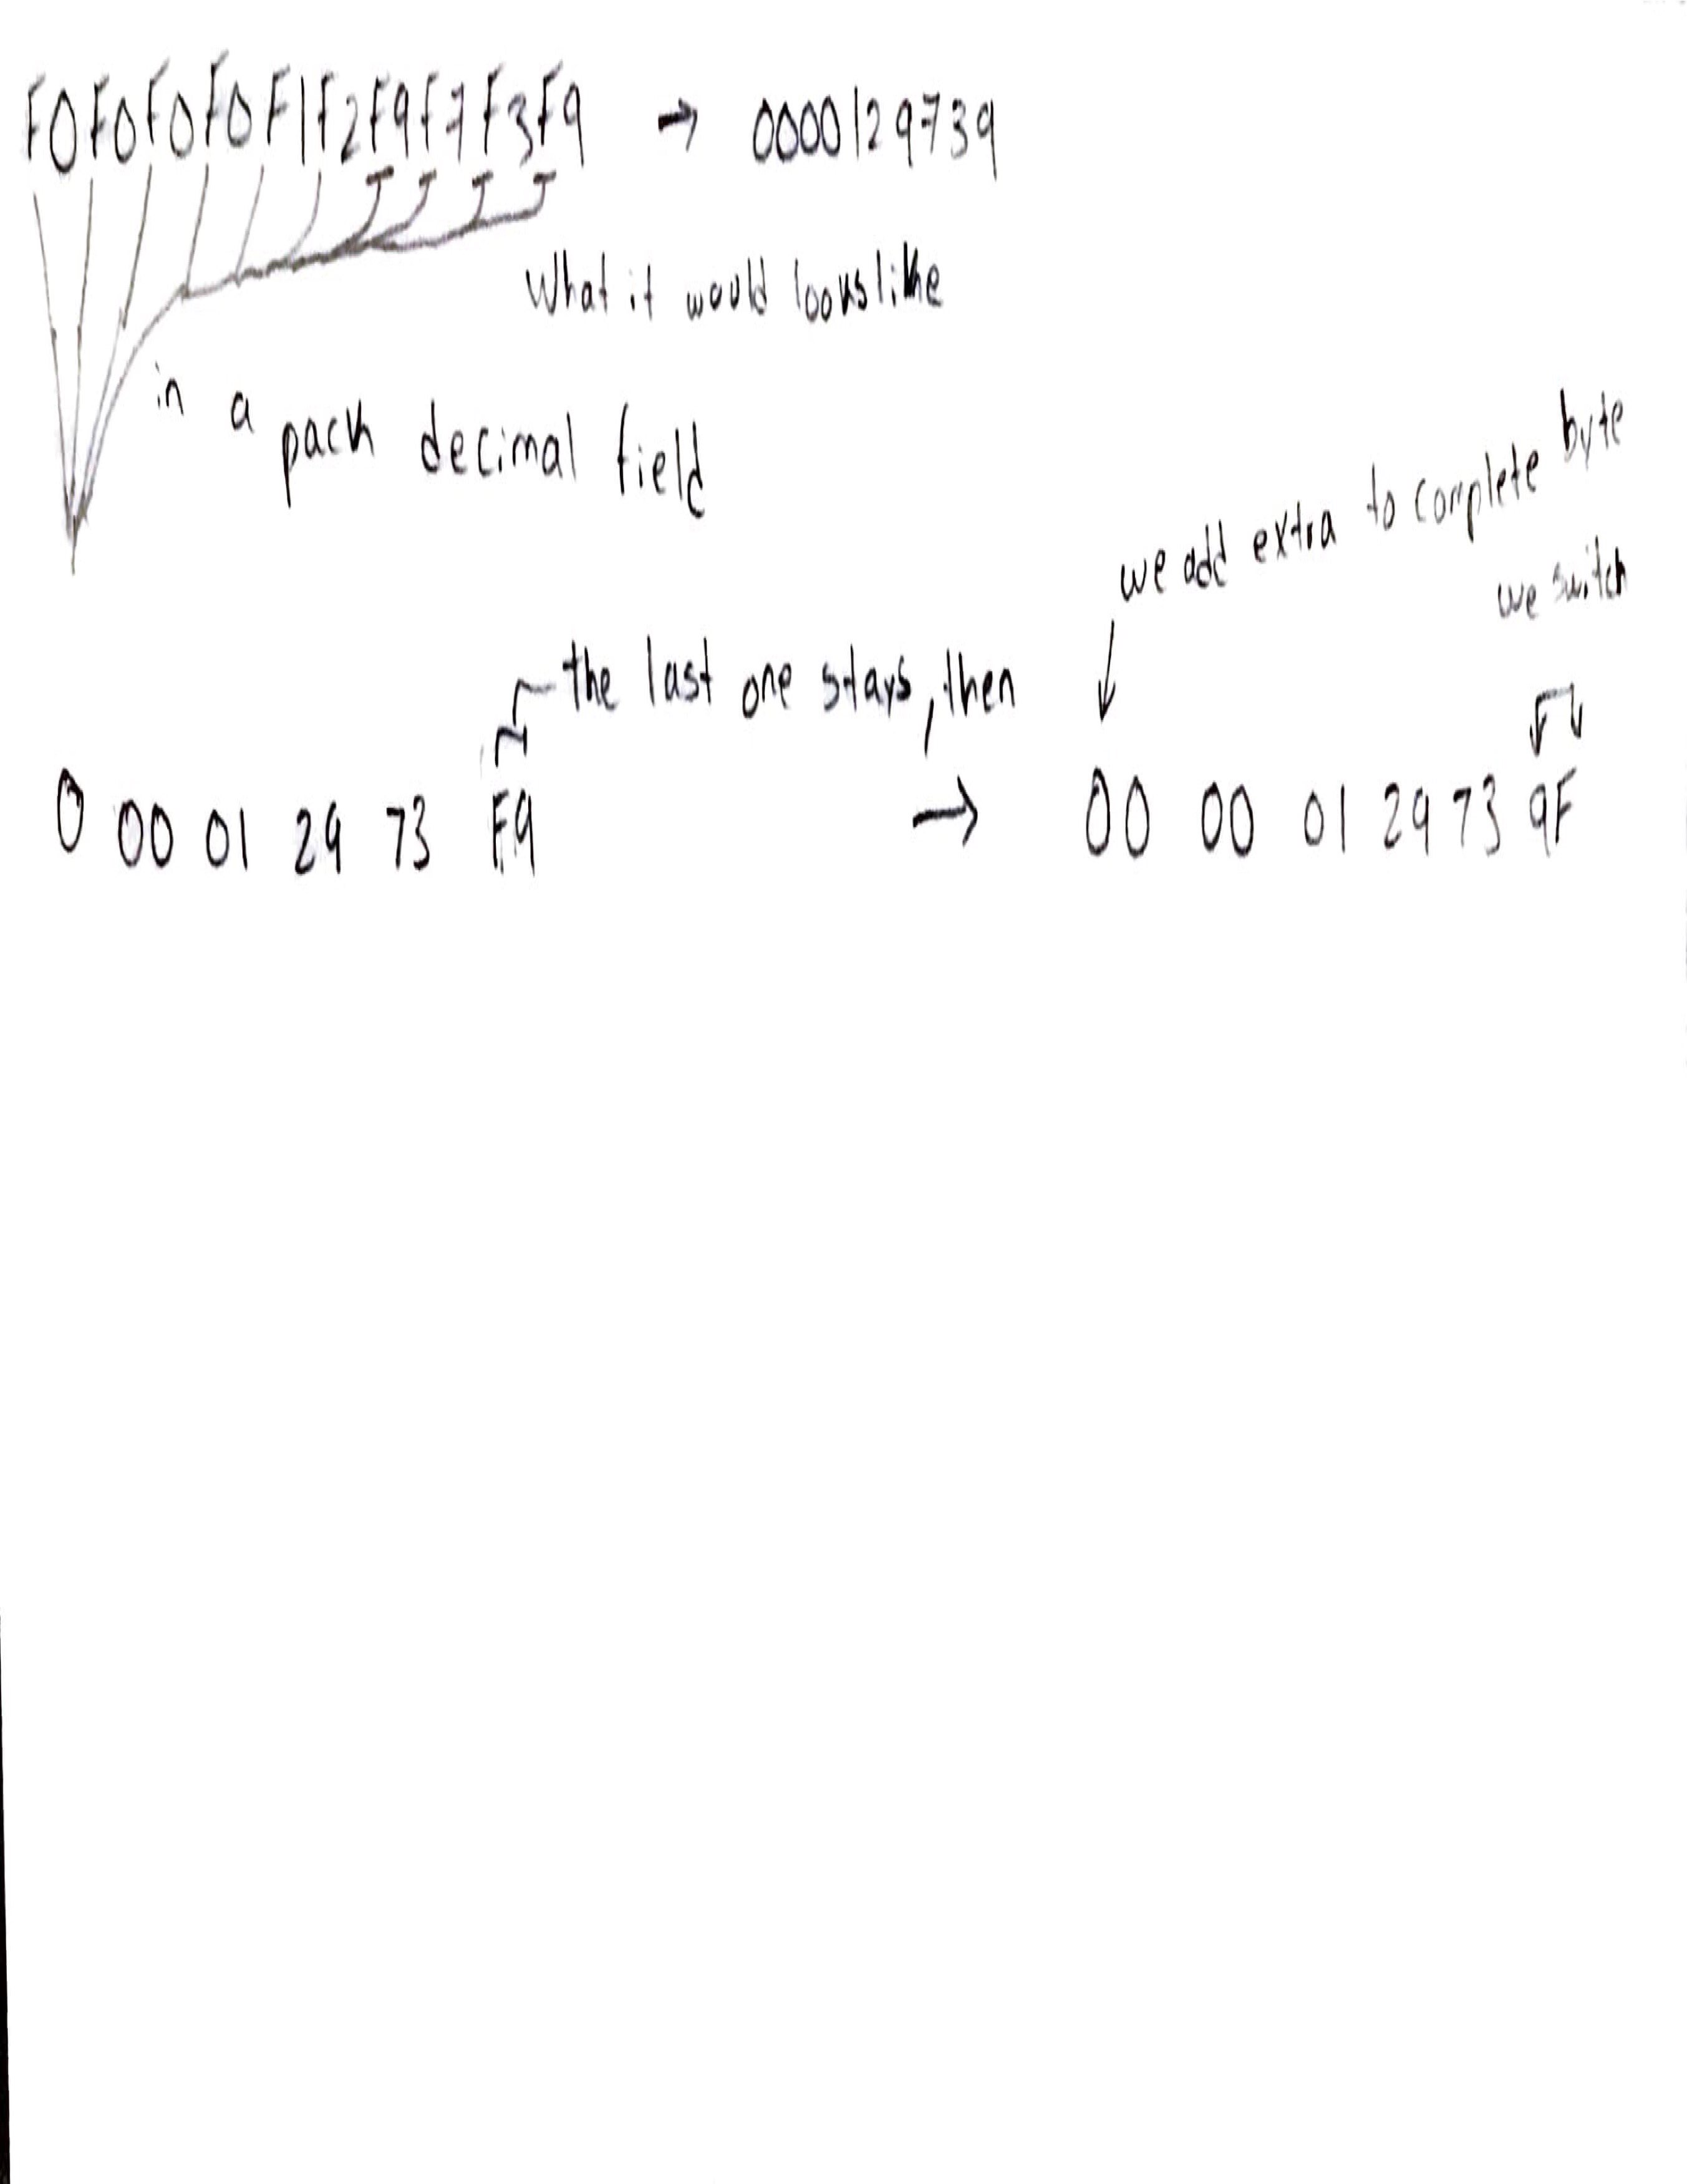 F0F0F0F0F1F2F9F7F3F9 → 0000129739
What it would looks like
in a pack decimal field
we add extra to complete byte
we switch
the last one stays, then
0 00 01 29 73 F9 → 00 00 01 29 73 9F